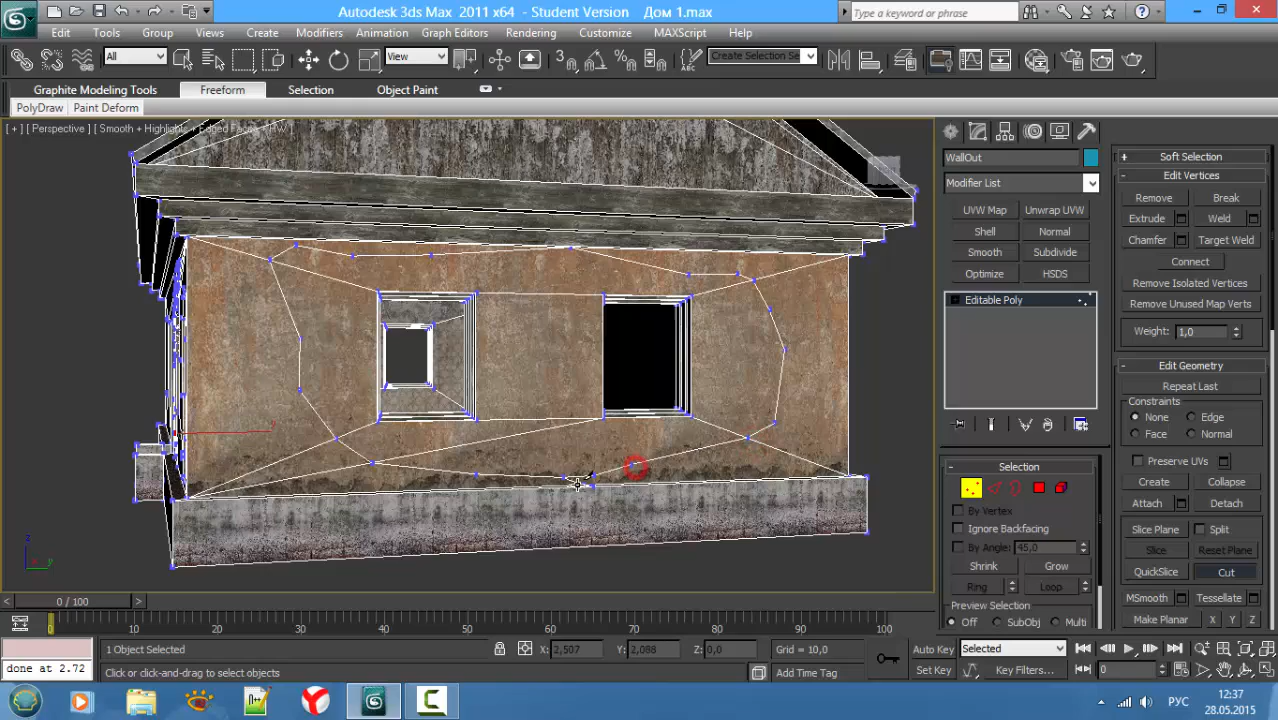 Autodesk 3ds Max 2011 x64 - Student Version Дом 1.max
Type a keyword or phrase
Edit Tools Group Views Create Modifiers Animation Graph Editors Rendering Customize MAXScript Help
All View Create Selection Se
Graphite Modeling Tools Freeform Selection Object Paint
PolyDraw Paint Deform
[ + ] [ Perspective ] [ Smooth + Highlights + Edged Faces + HW ]
WallOut
Modifier List
UVW Map Unwrap UVW
Shell Normal
Smooth Subdivide
Optimize HSDS
Editable Poly
Selection
By Vertex
Ignore Backfacing
By Angle: 45,0
Shrink Grow
Ring Loop
Preview Selection
Off SubObj Multi
Soft Selection
Edit Vertices
Remove Break
Extrude Weld
Chamfer Target Weld
Connect
Remove Isolated Vertices
Remove Unused Map Verts
Weight: 1,0
Edit Geometry
Repeat Last
Constraints
None Edge
Face Normal
Preserve UVs
Create Collapse
Attach Detach
Slice Plane Split
Slice Reset Plane
QuickSlice Cut
MSmooth Tessellate
Make Planar X Y Z
z
x y
0 / 100
0 10 20 30 40 50 60 70 80 90 100
done at 2.72
1 Object Selected X: 2,507 Y: 2,088 Z: 0,0 Grid = 10,0 Auto Key Selected
Click or click-and-drag to select objects Add Time Tag Set Key Key Filters... 0
РУС
12:37
28.05.2015